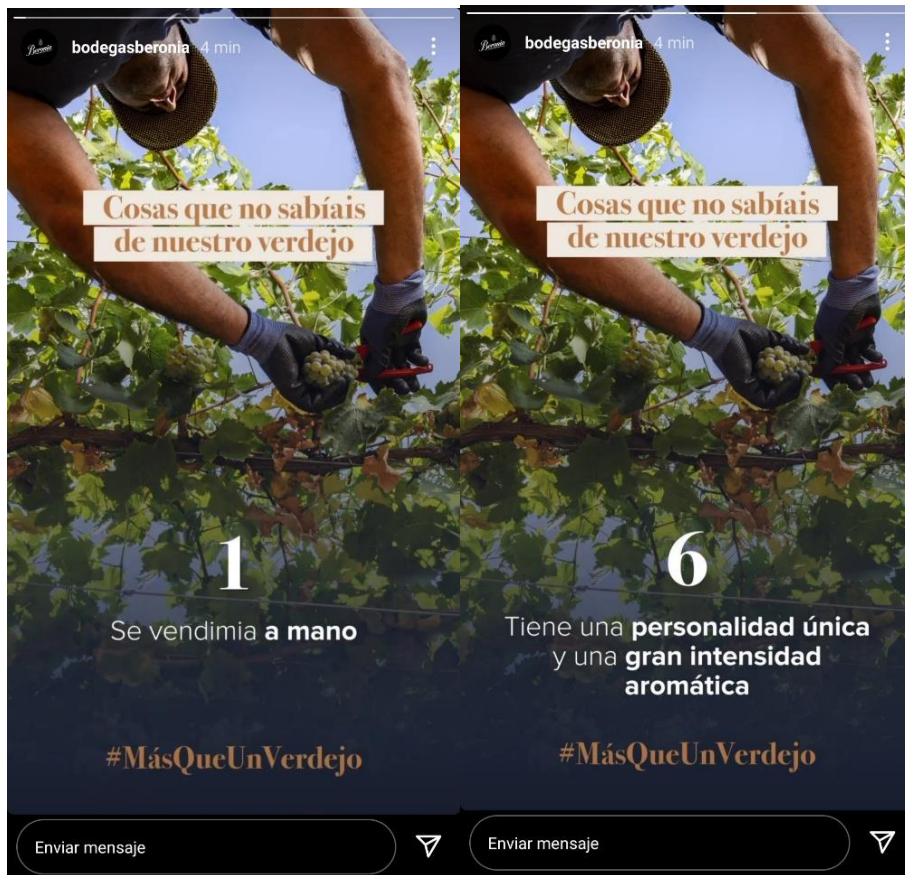 Beronia
bodegasberonia 4 min
Cosas que no sabíais
de nuestro verdejo
1
Se vendimia a mano
#MásQueUnVerdejo
Enviar mensaje
Beronia
bodegasberonia 4 min
Cosas que no sabíais
de nuestro verdejo
6
Tiene una personalidad única
y una gran intensidad
aromática
#MásQueUnVerdejo
Enviar mensaje